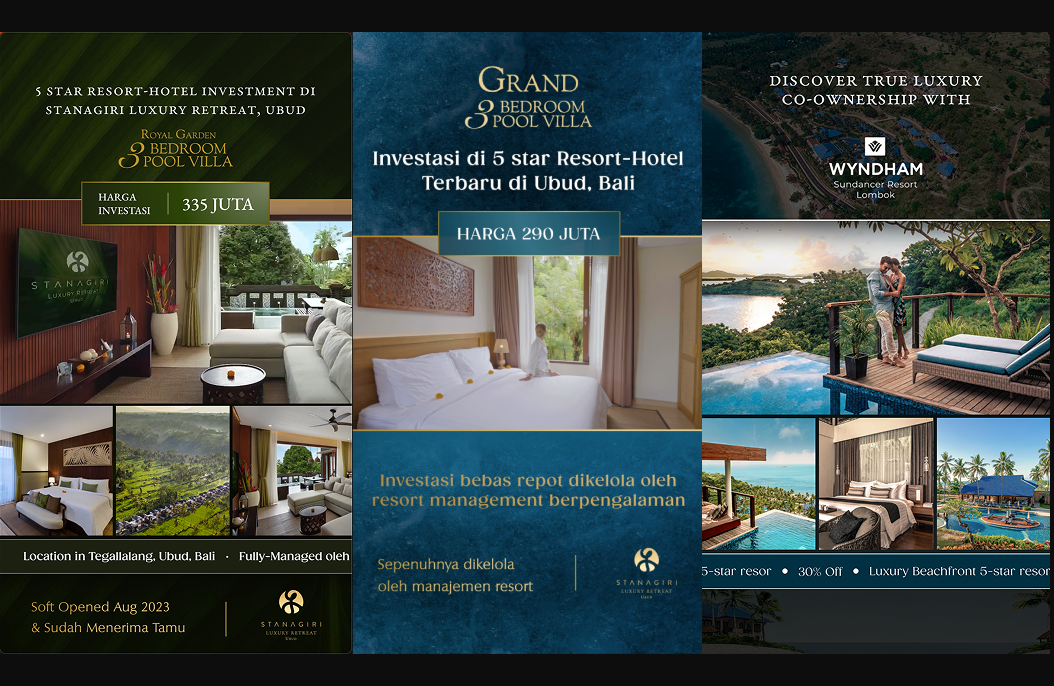 5 STAR RESORT-HOTEL INVESTMENT DI
STANAGIRI LUXURY RETREAT, UBUD
ROYAL GARDEN
3 BEDROOM
POOL VILLA
HARGA
INVESTASI
335 JUTA
STANAGIRI
LUXURY RETREAT
UBUD
Location in Tegallalang, Ubud, Bali • Fully-Managed oleh
Soft Opened Aug 2023
& Sudah Menerima Tamu
STANAGIRI
LUXURY RETREAT
UBUD
GRAND
3 BEDROOM
POOL VILLA
Investasi di 5 star Resort-Hotel
Terbaru di Ubud, Bali
HARGA 290 JUTA
Investasi bebas repot dikelola oleh
resort management berpengalaman
Sepenuhnya dikelola
oleh manajemen resort
STANAGIRI
LUXURY RETREAT
UBUD
DISCOVER TRUE LUXURY
CO-OWNERSHIP WITH
WYNDHAM
Sundancer Resort
Lombok
5-star resor • 30% Off • Luxury Beachfront 5-star resor